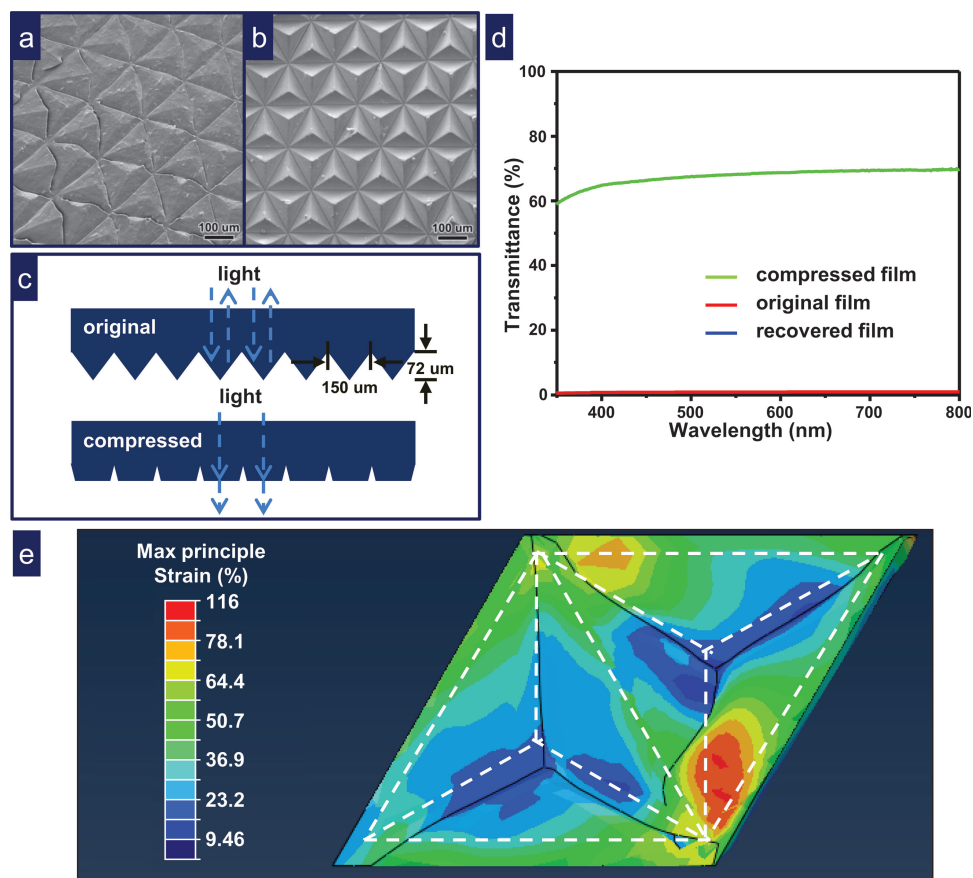 a
100 um
b
100 um
c
light
original
72 um
150 um
light
compressed
d
Transmittance (%)
100
80
60
40
20
0
compressed film
original film
recovered film
400 500 600 700 800
Wavelength (nm)
e
Max principle
Strain (%)
116
78.1
64.4
50.7
36.9
23.2
9.46